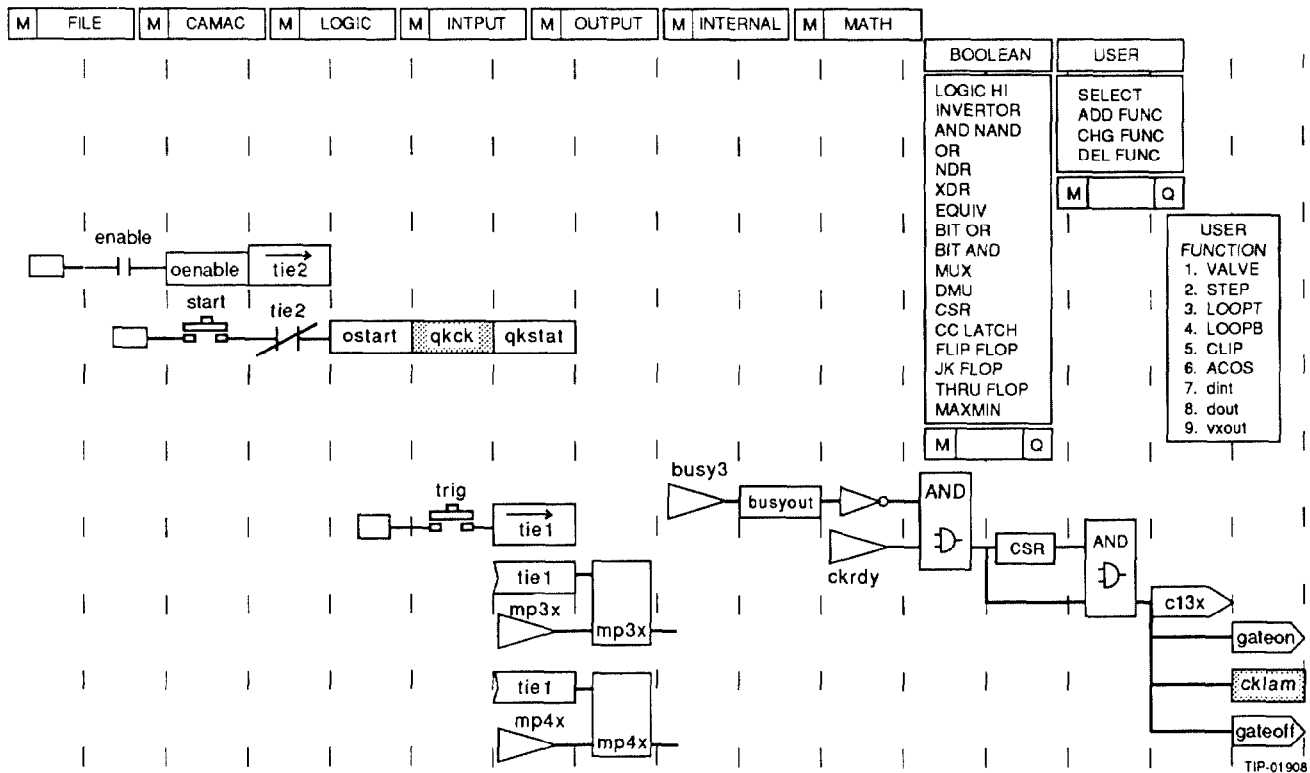 M FILE M CAMAC M LOGIC M INTPUT M OUTPUT M INTERNAL M MATH
BOOLEAN
LOGIC HI
INVERTOR
AND NAND
OR
NDR
XDR
EQUIV
BIT OR
BIT AND
MUX
DMU
CSR
CC LATCH
FLIP FLOP
JK FLOP
THRU FLOP
MAXMIN
M Q
USER
SELECT
ADD FUNC
CHG FUNC
DEL FUNC
M Q
USER
FUNCTION
1. VALVE
2. STEP
3. LOOPT
4. LOOPB
5. CLIP
6. ACOS
7. dint
8. dout
9. vxout
enable
oenable tie2
start
tie2
ostart qkck qkstat
trig
tie1
tie1
mp3x
mp3x
tie1
mp4x
mp4x
busy3
busyout
AND
ckrdy
CSR
AND
c13x
gateon
cklam
gateoff
TIP-01908